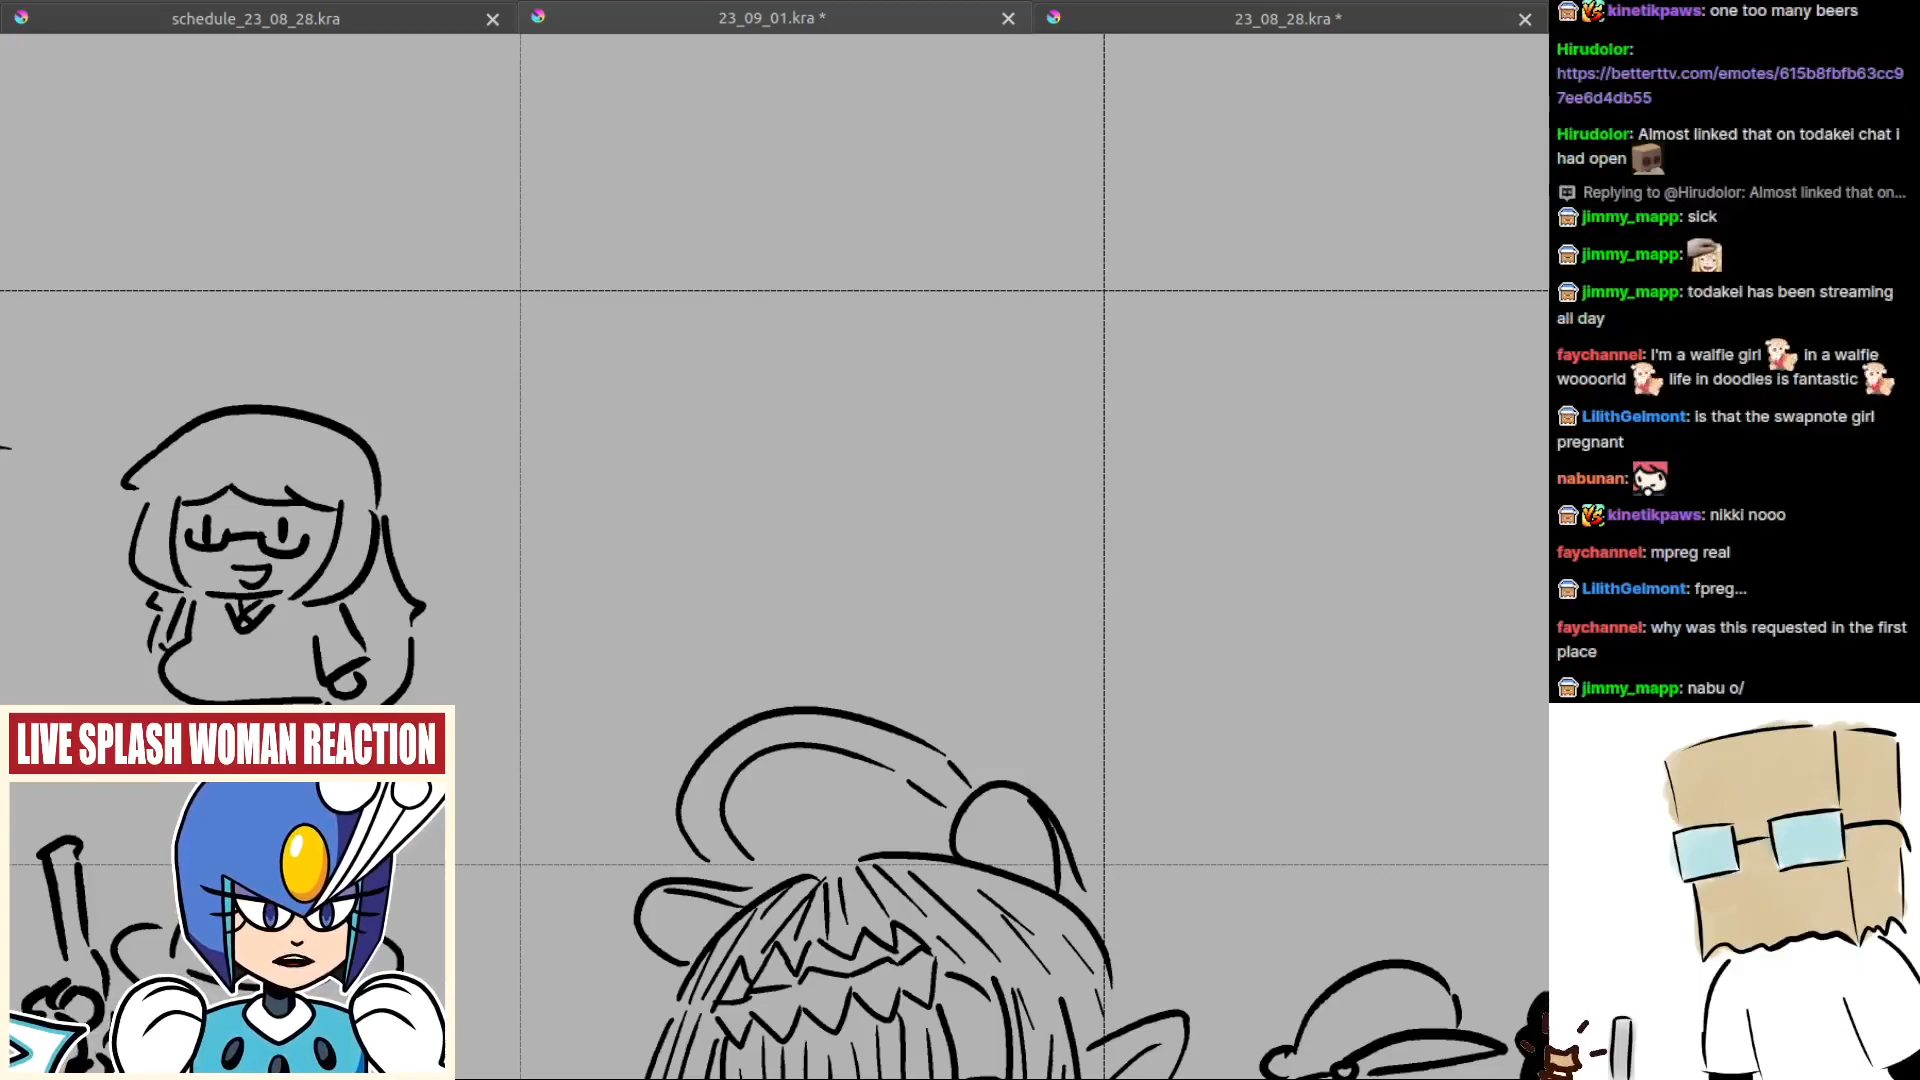 schedule_23_08_28.kra
23_09_01.kra *
23_08_28.kra *
kinetikpaws: one too many beers
Hirudolor:
https://betterttv.com/emotes/615b8fbfb63cc9
7ee6d4db55
Hirudolor: Almost linked that on todakei chat i
had open
Replying to @Hirudolor: Almost linked that on...
jimmy_mapp: sick
jimmy_mapp:
jimmy_mapp: todakei has been streaming
all day
faychannel: I'm a walfie girl in a walfie
woooorld life in doodles is fantastic
LilithGelmont: is that the swapnote girl
pregnant
nabunan:
kinetikpaws: nikki nooo
faychannel: mpreg real
LilithGelmont: fpreg...
faychannel: why was this requested in the first
place
jimmy_mapp: nabu o/
LIVE SPLASH WOMAN REACTION